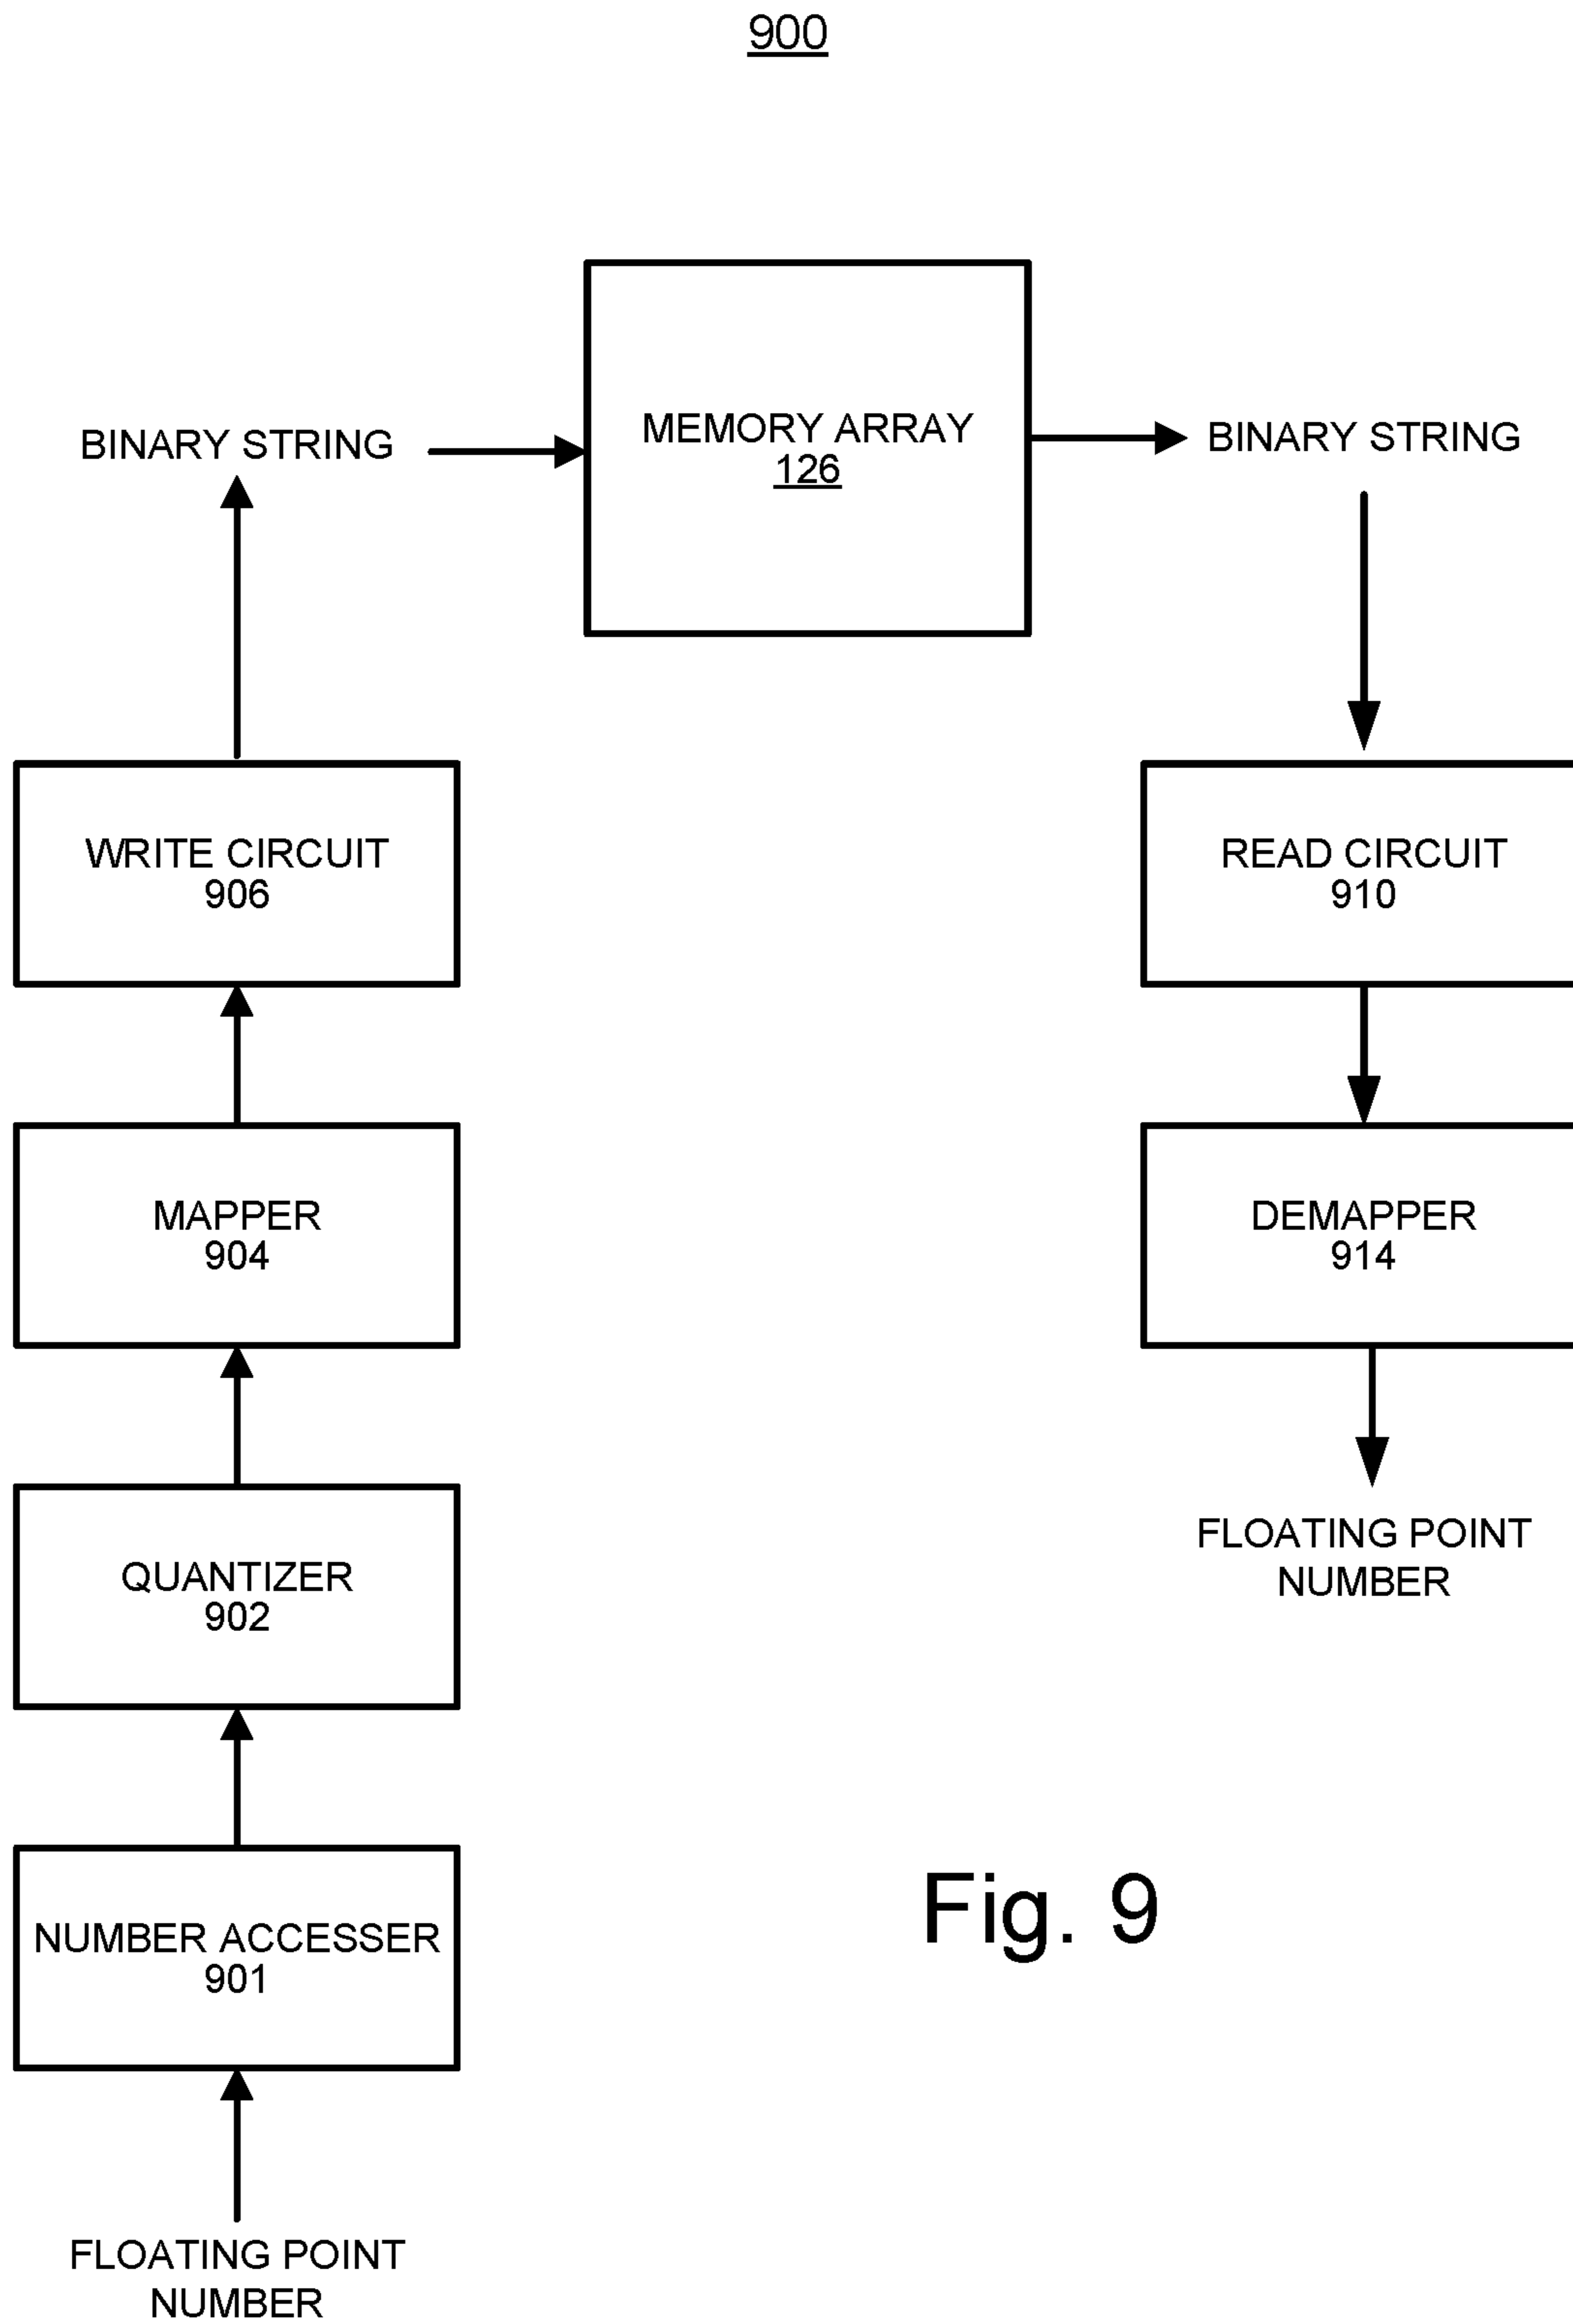 900
MEMORY ARRAY
126
BINARY STRING
BINARY STRING
WRITE CIRCUIT
906
READ CIRCUIT
910
MAPPER
904
DEMAPPER
914
QUANTIZER
902
FLOATING POINT
NUMBER
NUMBER ACCESSER
901
Fig. 9
FLOATING POINT
NUMBER